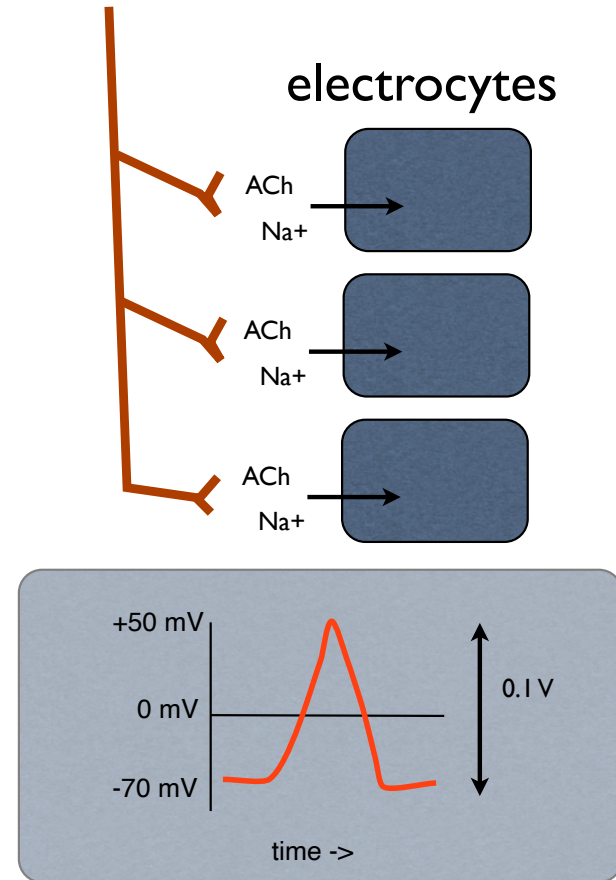 electrocytes
ACh
Na+
ACh
Na+
ACh
Na+
+50 mV
0.1 V
0 mV
-70 mV
time ->